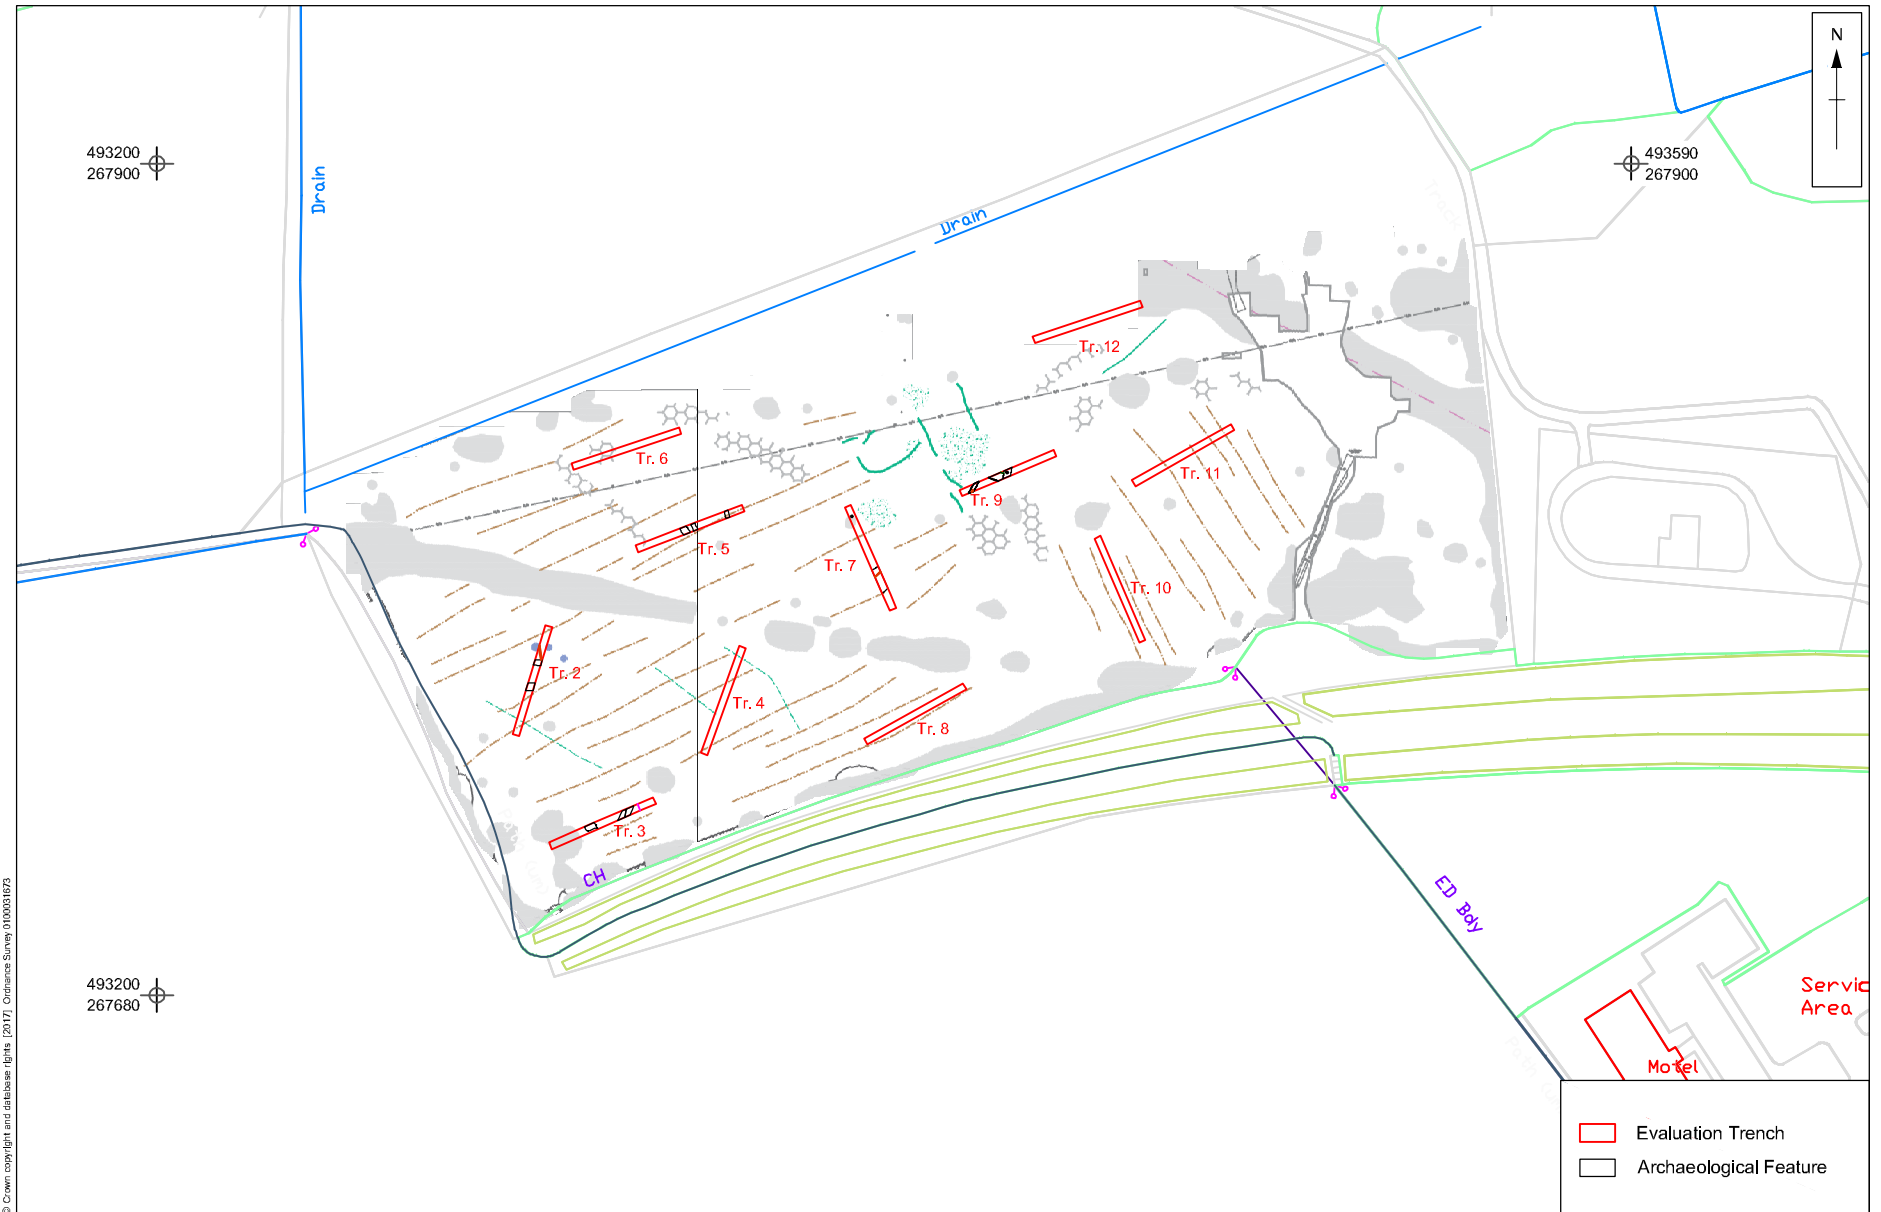 N
493200
267900
493590
267900
Drain
Drain
Track
Tr. 12
Tr. 6
Tr. 11
Tr. 9
Tr. 5
Tr. 7
Tr. 10
Tr. 2
Tr. 4
Tr. 8
Tr. 3
CH
ED Bdy
493200
267680
Servic
Area
Motel
Evaluation Trench
Archaeological Feature
© Crown copyright and database rights [2017] Ordnance Survey 0100031673